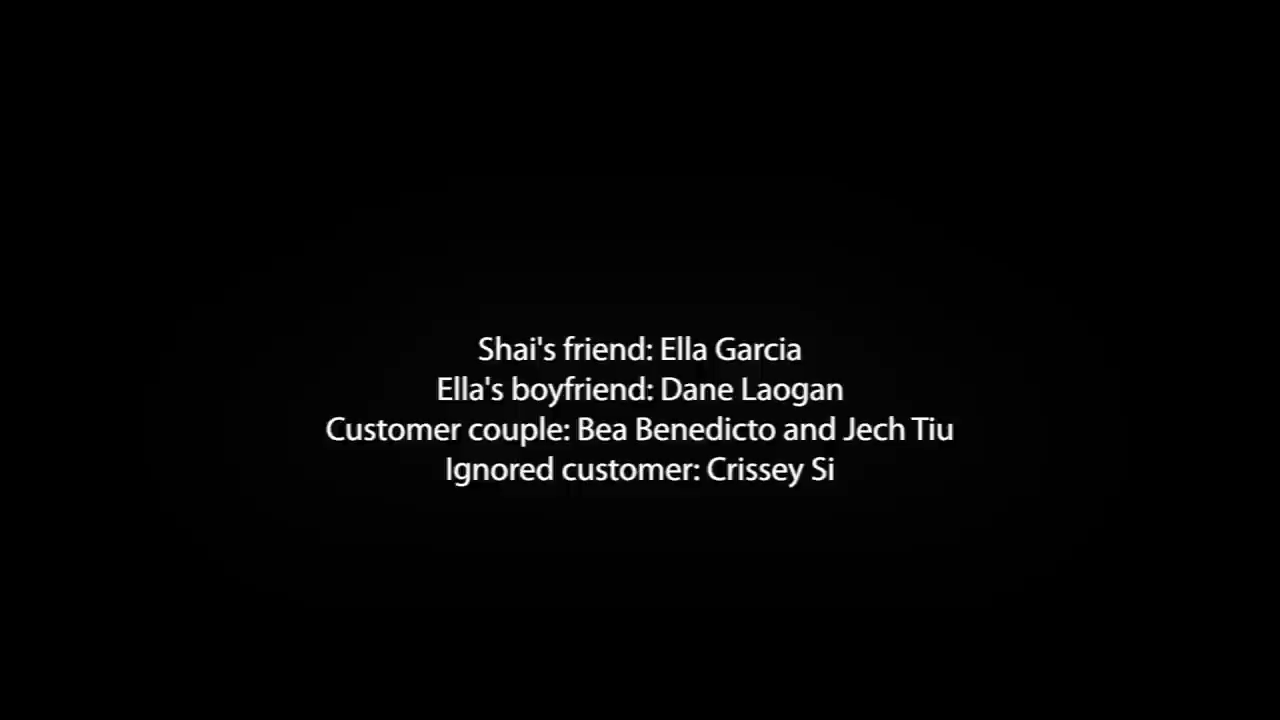 Shai's friend: Ella Garcia
Ella's boyfriend: Dane Laogan
Customer couple: Bea Benedicto and Jech Tiu
Ignored customer: Crissey Si